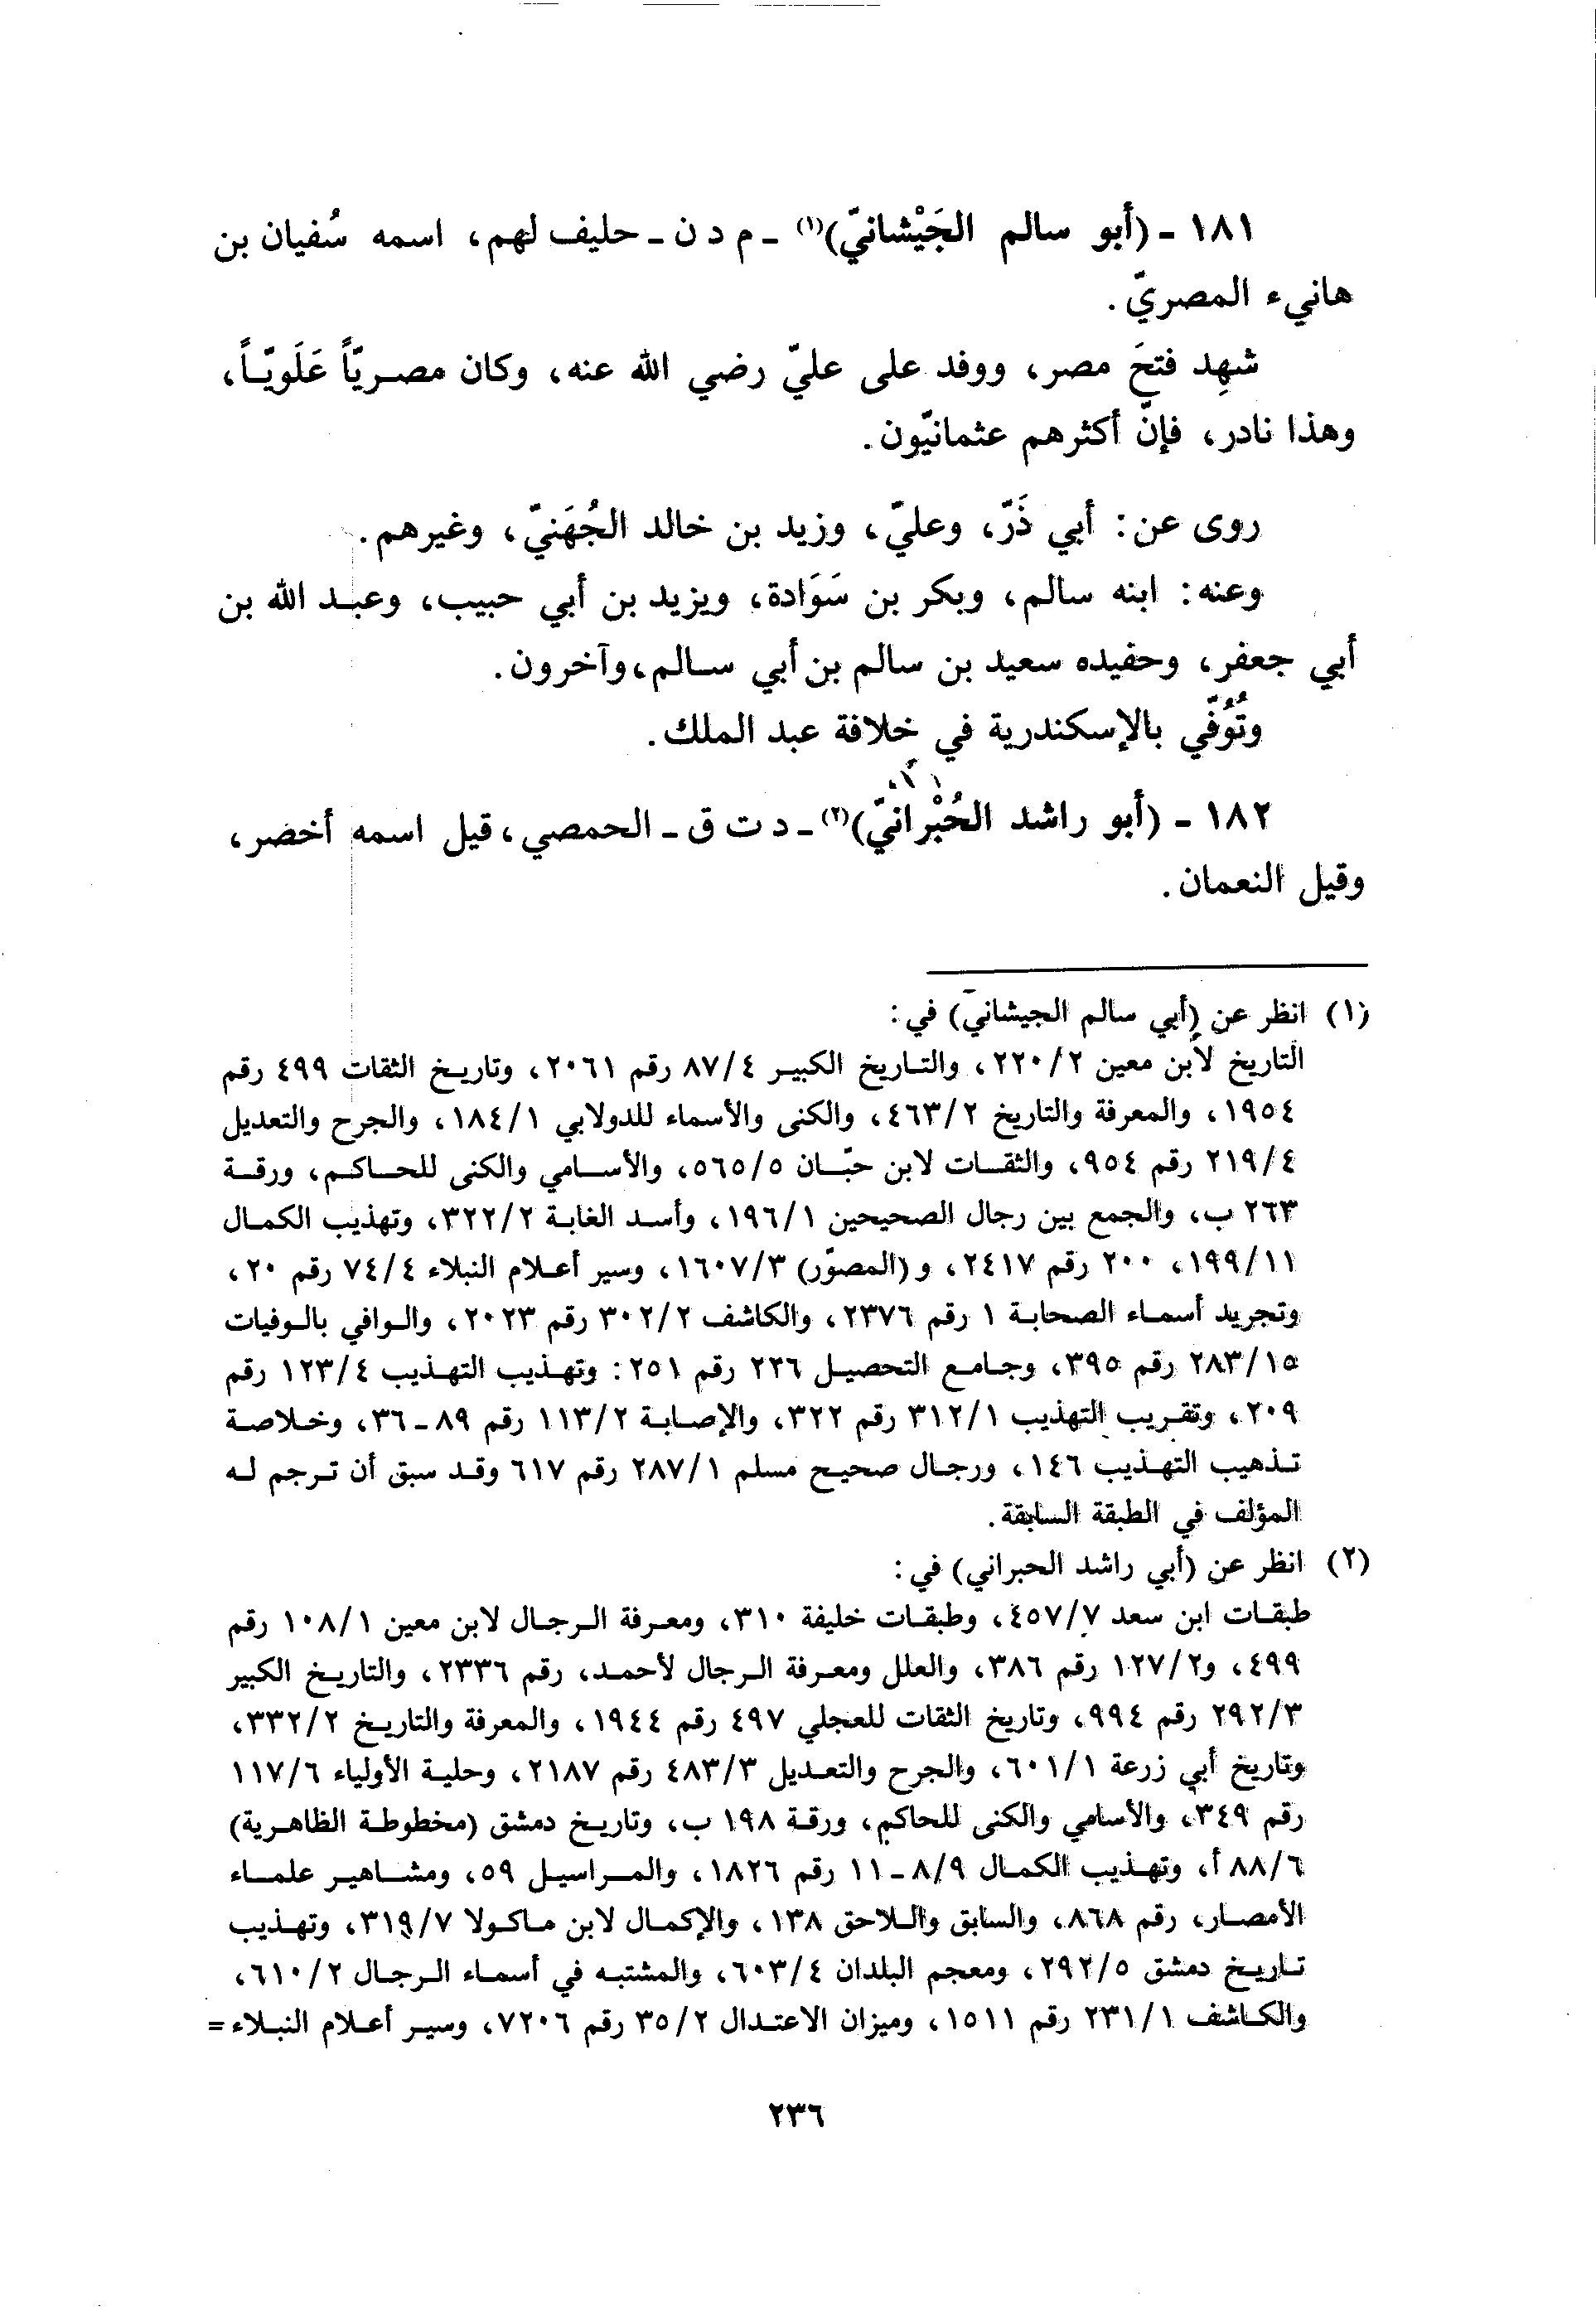 ١٨١ - (أبو سالم الجَيْشانيّ)(١) - م د ن - حليف لهم، اسمه سُفيان بن
هانيء المصريّ.
شهِد فتحَ مصر، ووفد على عليّ رضي الله عنه، وكان مصريّاً عَلَويّاً،
وهذا نادر، فإنّ أكثرهم عثمانيّون.
روى عن: أبي ذَرّ، وعليّ، وزيد بن خالد الجُهَنيّ، وغيرهم.
وعنه: ابنه سالم، وبكر بن سَوَادة، ويزيد بن أبي حبيب، وعبد الله بن
أبي جعفر، وحفيده سعيد بن سالم بن أبي سالم، وآخرون.
وتُوُفّي بالإسكندرية في خلافة عبد الملك.
١٨٢ - (أبو راشد الحُبْرانيّ)(٢) - د ت ق - الحمصي، قيل اسمه أخضر،
وقيل النعمان.
(١) انظر عن (أبي سالم الجيشاني) في:
التاريخ لابن معين ٢/ ٢٢٠، والتاريخ الكبير ٤/ ٨٧ رقم ٢٠٦١، وتاريخ الثقات ٤٩٩ رقم
١٩٥٤، والمعرفة والتاريخ ٢/ ٤٦٣، والكنى والأسماء للدولابي ١/ ١٨٤، والجرح والتعديل
٤/ ٢١٩ رقم ٩٥٤، والثقات لابن حبّان ٥/ ٥٦٥، والأسامي والكنى للحاكم، ورقة
٢٦٣ ب، والجمع بين رجال الصحيحين ١/ ١٩٦، وأسد الغابة ٢/ ٣٢٢، وتهذيب الكمال
١١/ ١٩٩، ٢٠٠ رقم ٢٤١٧، و (المصوّر) ٣/ ١٦٠٧، وسير أعلام النبلاء ٤/ ٧٤ رقم ٢٠،
وتجريد أسماء الصحابة ١ رقم ٢٣٧٦، والكاشف ٢/ ٣٠٢ رقم ٢٠٢٣، والوافي بالوفيات
١٥/ ٢٨٣ رقم ٣٩٥، وجامع التحصيل ٢٢٦ رقم ٢٥١: وتهذيب التهذيب ٤/ ١٢٣ رقم
٢٠٩، وتقريب التهذيب ١/ ٣١٢ رقم ٣٢٢، والإصابة ٢/ ١١٣ رقم ٨٩ - ٣٦، وخلاصة
تذهيب التهذيب ١٤٦، ورجال صحيح مسلم ١/ ٢٨٧ رقم ٦١٧ وقد سبق أن ترجم له
المؤلف في الطبقة السابقة.
(٢) انظر عن (أبي راشد الحبراني) في:
طبقات ابن سعد ٧/ ٤٥٧، وطبقات خليفة ٣١٠، ومعرفة الرجال لابن معين ١/ ١٠٨ رقم
٤٩٩، و٢/ ١٢٧ رقم ٣٨٦، والعلل ومعرفة الرجال لأحمد، رقم ٢٣٣٦، والتاريخ الكبير
٣/ ٢٩٢ رقم ٩٩٤، وتاريخ الثقات للعجلي ٤٩٧ رقم ١٩٤٤، والمعرفة والتاريخ ٢/ ٣٣٢،
وتاريخ أبي زرعة ١/ ٦٠١، والجرح والتعديل ٣/ ٤٨٣ رقم ٢١٨٧، وحلية الأولياء ٦/ ١١٧
رقم ٣٤٩، والأسامي والكنى للحاكم، ورقة ١٩٨ ب، وتاريخ دمشق (مخطوطة الظاهرية)
٦/ ٨٨ أ، وتهذيب الكمال ٩/ ٨ - ١١ رقم ١٨٢٦، والمراسيل ٥٩، ومشاهير علماء
الأمصار، رقم ٨٦٨، والسابق واللاحق ١٣٨، والإكمال لابن ماكولا ٧/ ٣١٩، وتهذيب
تاريخ دمشق ٥/ ٢٩٢، ومعجم البلدان ٤/ ٦٠٣، والمشتبه في أسماء الرجال ٢/ ٦١٠،
والكاشف ١/ ٢٣١ رقم ١٥١١، وميزان الاعتدال ٢/ ٣٥ رقم ٧٢٠٦، وسير أعلام النبلاء =
٢٣٦